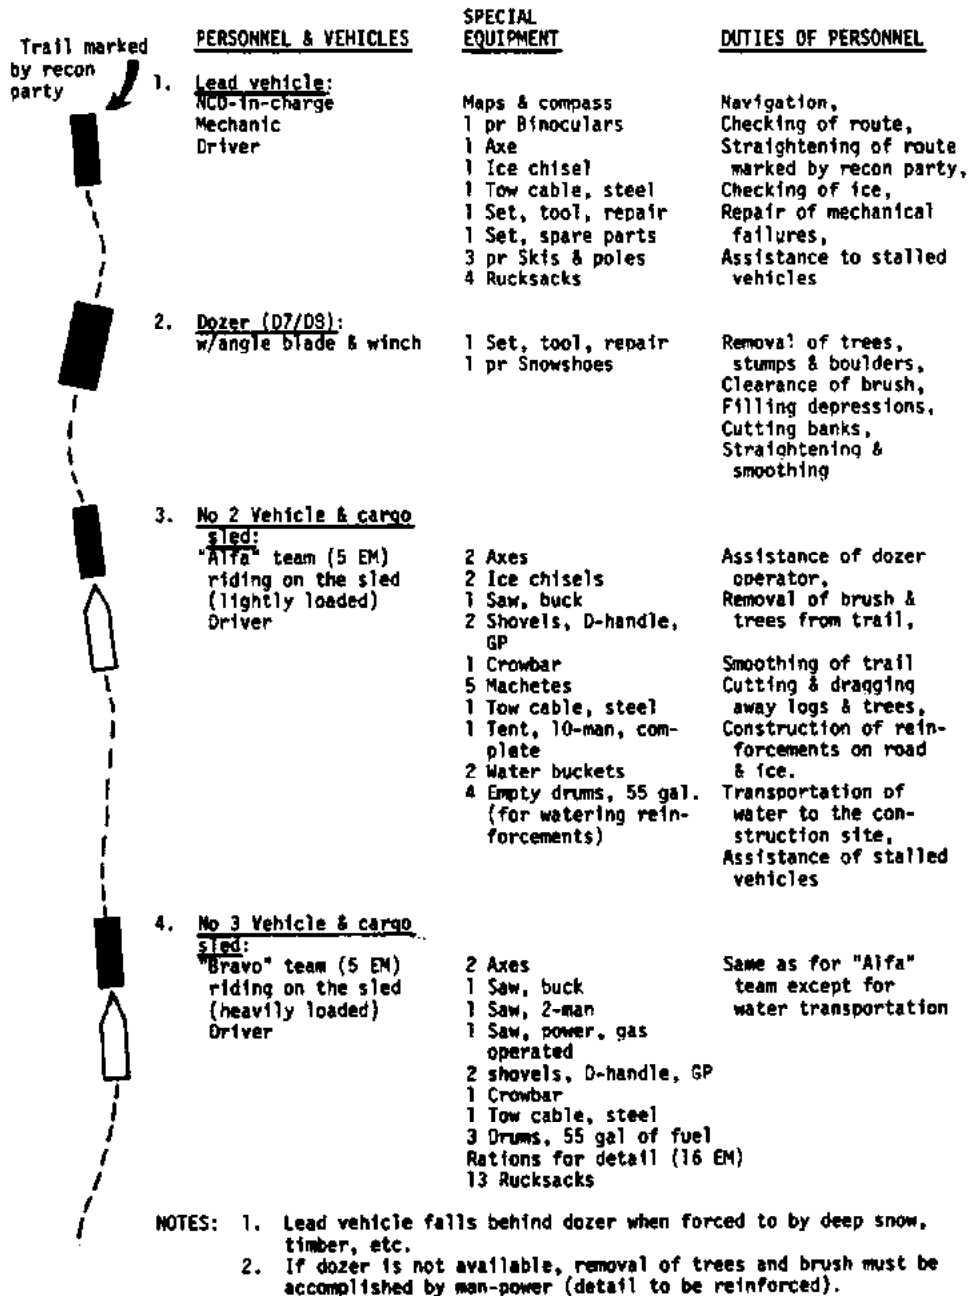 Trail marked
by recon
party
PERSONNEL & VEHICLES
SPECIAL
EQUIPMENT
DUTIES OF PERSONNEL
1. Lead vehicle:
NCO-in-charge
Mechanic
Driver
Maps & compass
1 pr Binoculars
1 Axe
1 Ice chisel
1 Tow cable, steel
1 Set, tool, repair
1 Set, spare parts
3 pr Skis & poles
4 Rucksacks
Navigation,
Checking of route,
Straightening of route
marked by recon party,
Checking of ice,
Repair of mechanical
failures,
Assistance to stalled
vehicles
2. Dozer (D7/D8):
w/angle blade & winch
1 Set, tool, repair
1 pr Snowshoes
Removal of trees,
stumps & boulders,
Clearance of brush,
Filling depressions,
Cutting banks,
Straightening &
smoothing
3. No 2 Vehicle & cargo
sled:
"Alfa" team (5 EM)
riding on the sled
(lightly loaded)
Driver
2 Axes
2 Ice chisels
1 Saw, buck
2 Shovels, D-handle,
GP
1 Crowbar
5 Machetes
1 Tow cable, steel
1 Tent, 10-man, com-
plete
2 Water buckets
4 Empty drums, 55 gal.
(for watering rein-
forcements)
Assistance of dozer
operator,
Removal of brush &
trees from trail,
Smoothing of trail
Cutting & dragging
away logs & trees,
Construction of rein-
forcements on road
& ice.
Transportation of
water to the con-
struction site,
Assistance of stalled
vehicles
4. No 3 Vehicle & cargo
sled:
"Bravo" team (5 EM)
riding on the sled
(heavily loaded)
Driver
2 Axes
1 Saw, buck
1 Saw, 2-man
1 Saw, power, gas
operated
2 shovels, D-handle, GP
1 Crowbar
1 Tow cable, steel
3 Drums, 55 gal of fuel
Rations for detail (16 EM)
13 Rucksacks
Same as for "Alfa"
team except for
water transportation
NOTES: 1. Lead vehicle falls behind dozer when forced to by deep snow,
timber, etc.
2. If dozer is not available, removal of trees and brush must be
accomplished by man-power (detail to be reinforced).